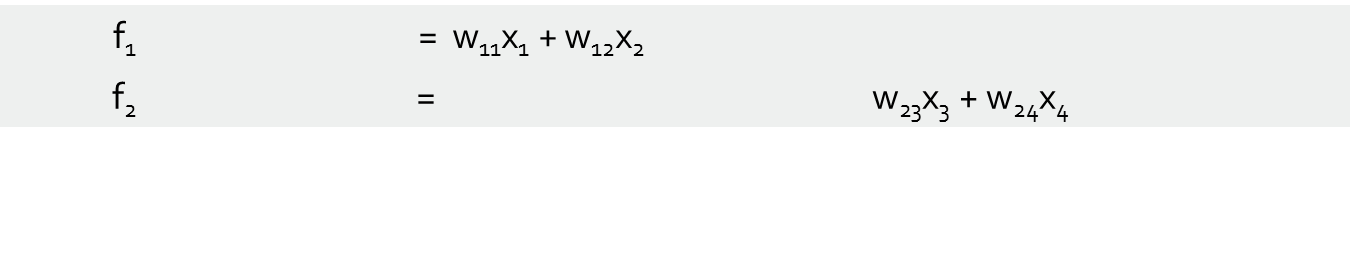 f₁ = w₁₁x₁ + w₁₂x₂
f₂ = w₂₃x₃ + w₂₄x₄